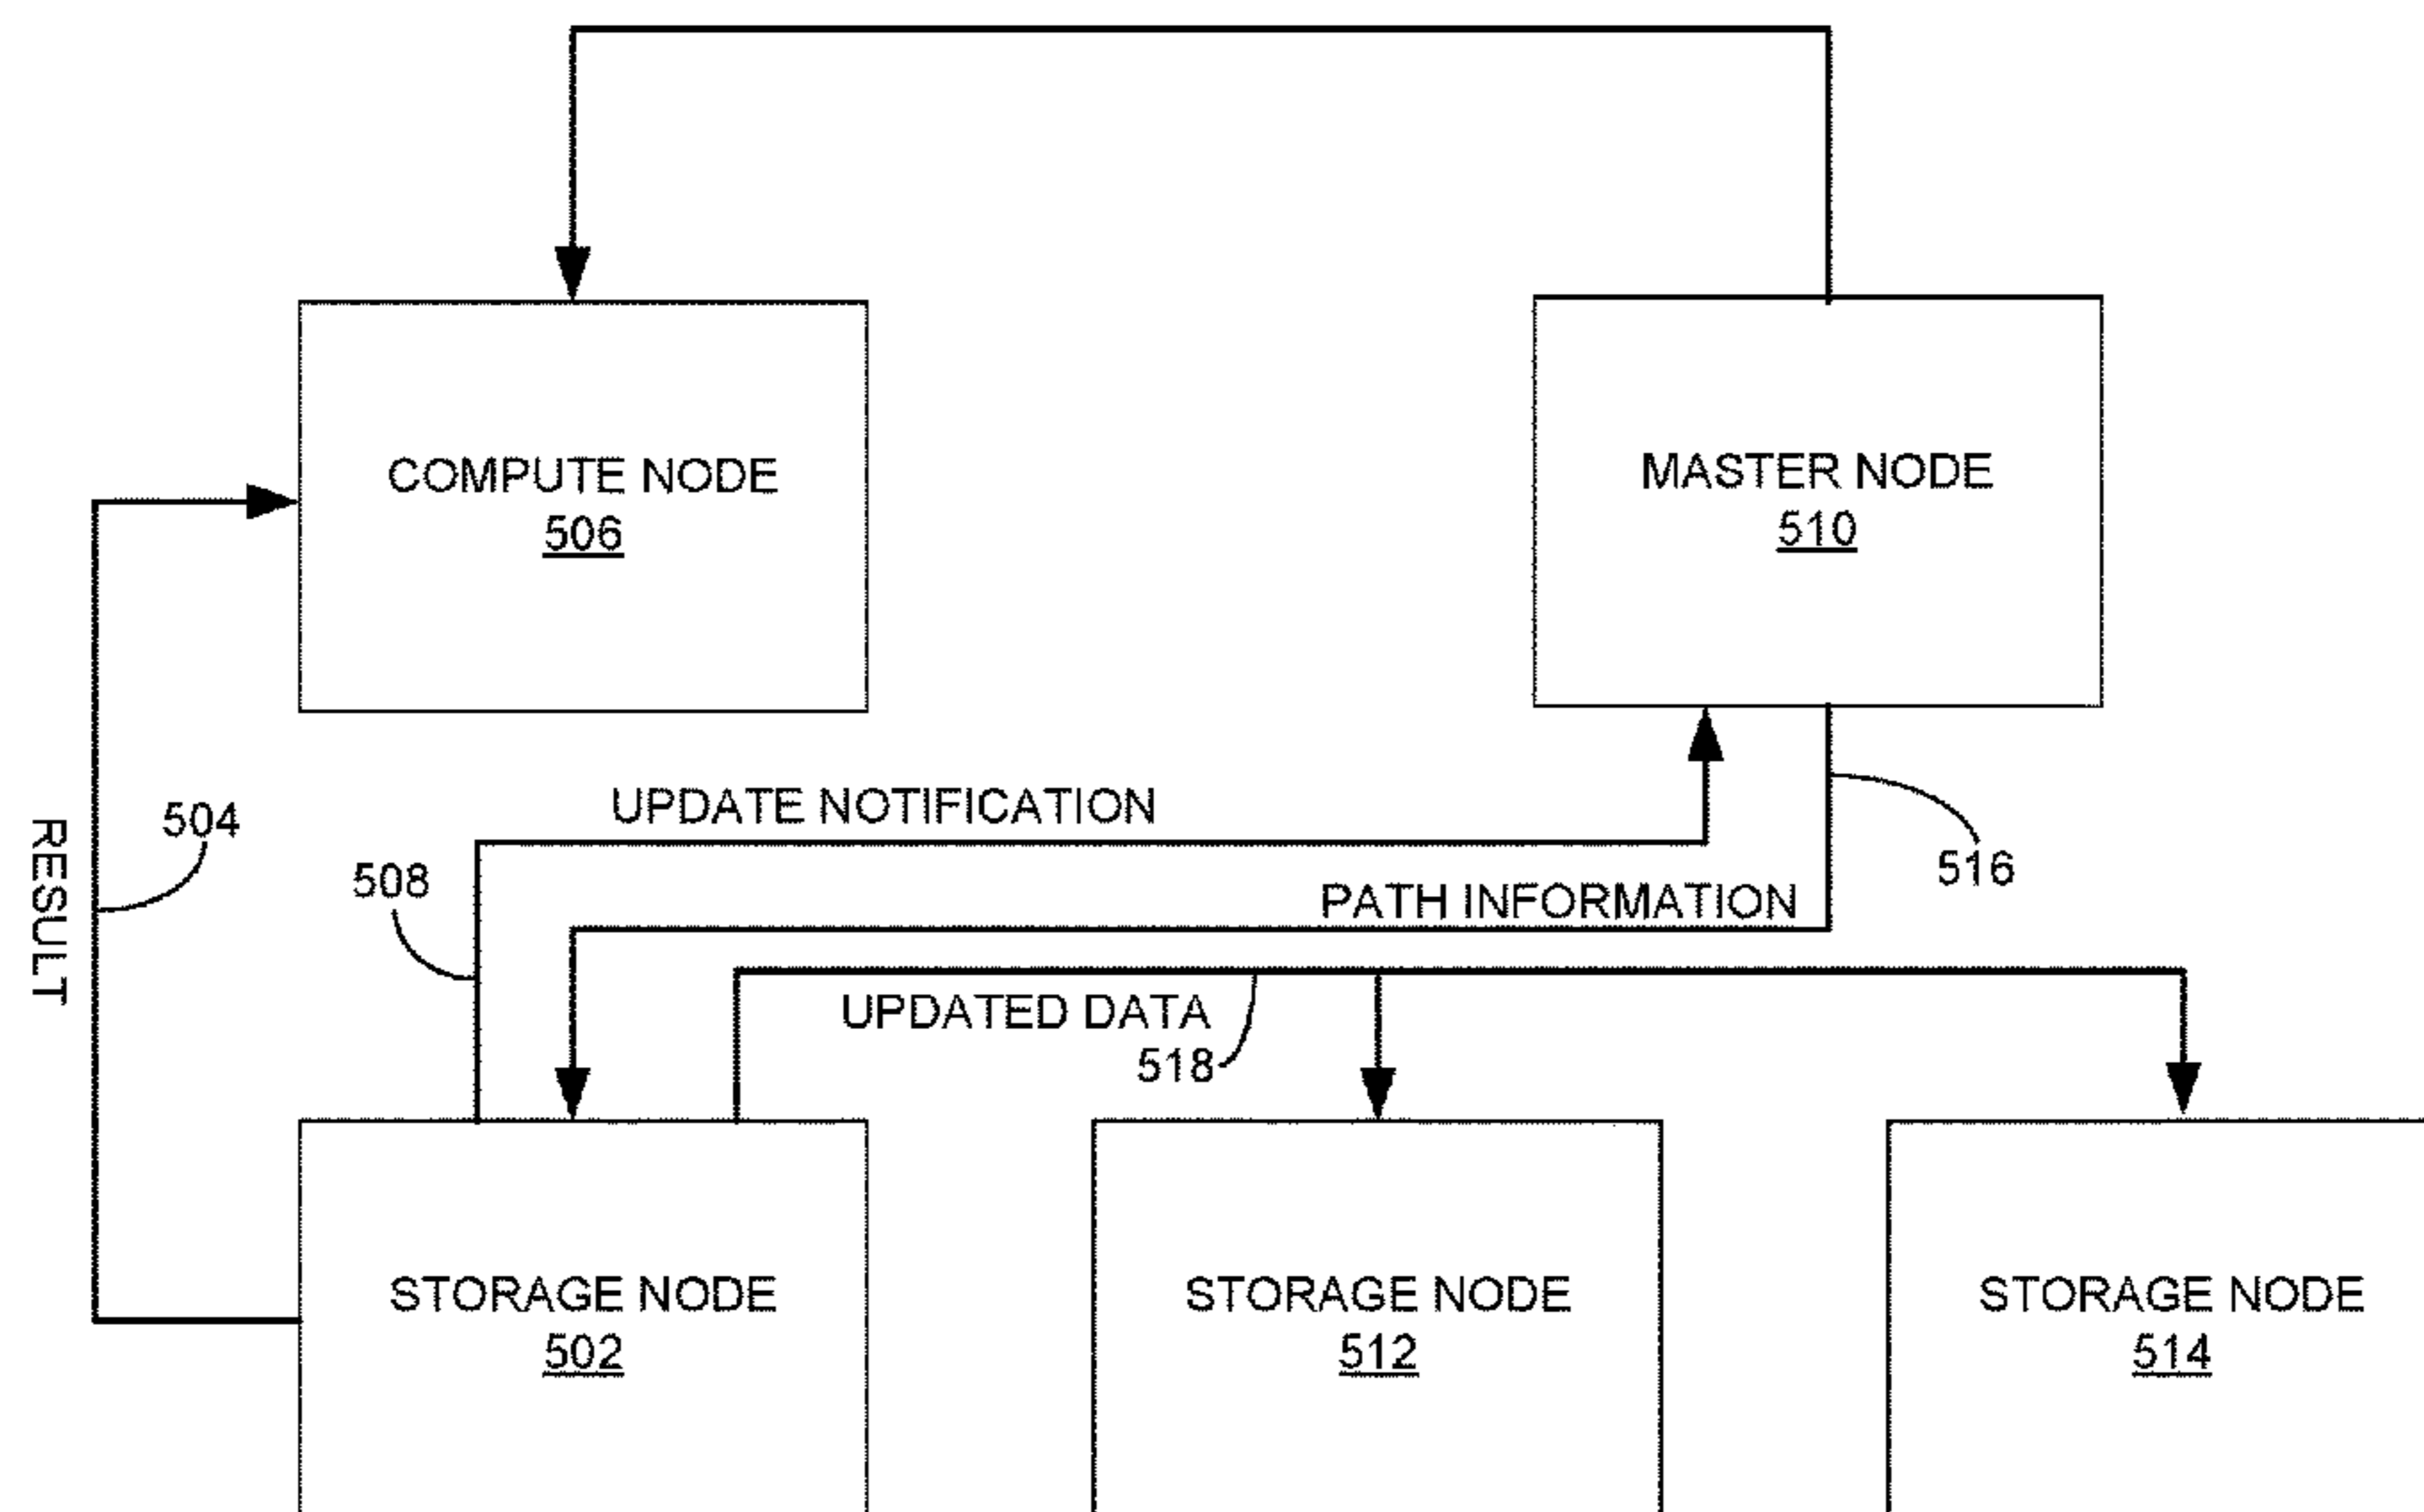 COMPUTE NODE
506
MASTER NODE
510
RESULT
504
UPDATE NOTIFICATION
508
PATH INFORMATION
516
UPDATED DATA
518
STORAGE NODE
502
STORAGE NODE
512
STORAGE NODE
514